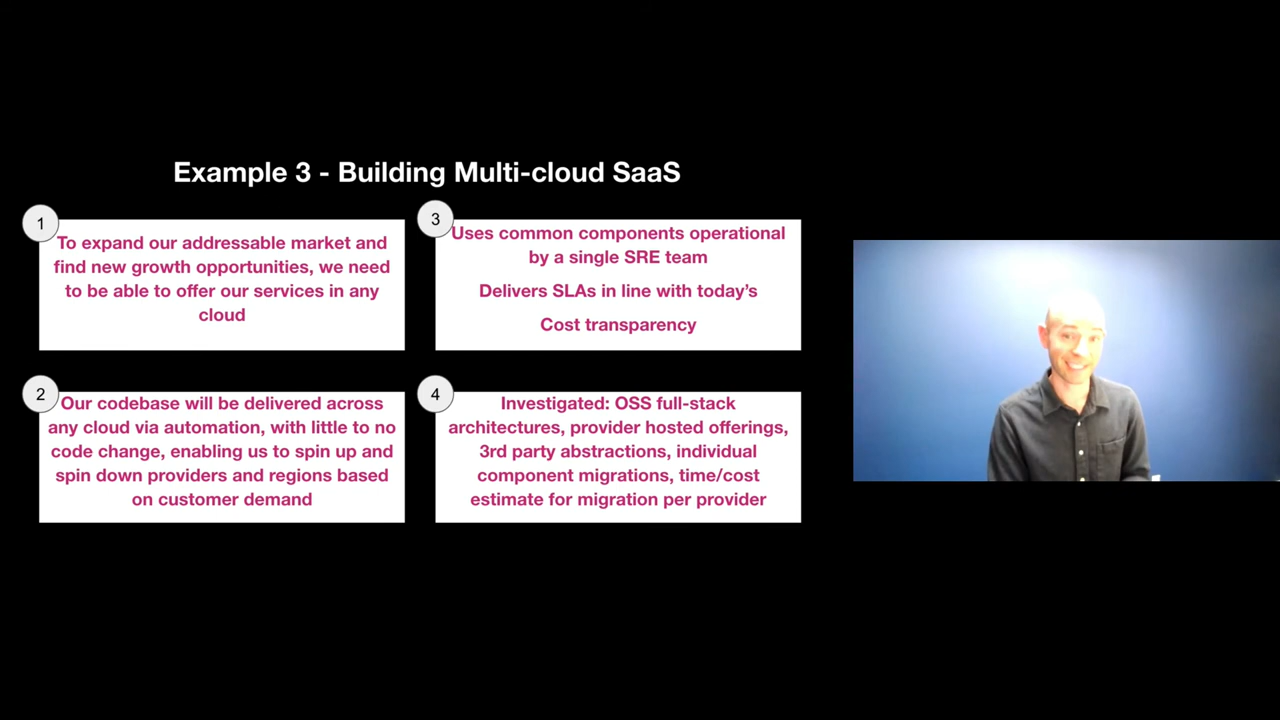 Example 3 - Building Multi-cloud SaaS
1
To expand our addressable market and
find new growth opportunities, we need
to be able to offer our services in any
cloud
2
Our codebase will be delivered across
any cloud via automation, with little to no
code change, enabling us to spin up and
spin down providers and regions based
on customer demand
3
Uses common components operational
by a single SRE team
Delivers SLAs in line with today's
Cost transparency
4
Investigated: OSS full-stack
architectures, provider hosted offerings,
3rd party abstractions, individual
component migrations, time/cost
estimate for migration per provider